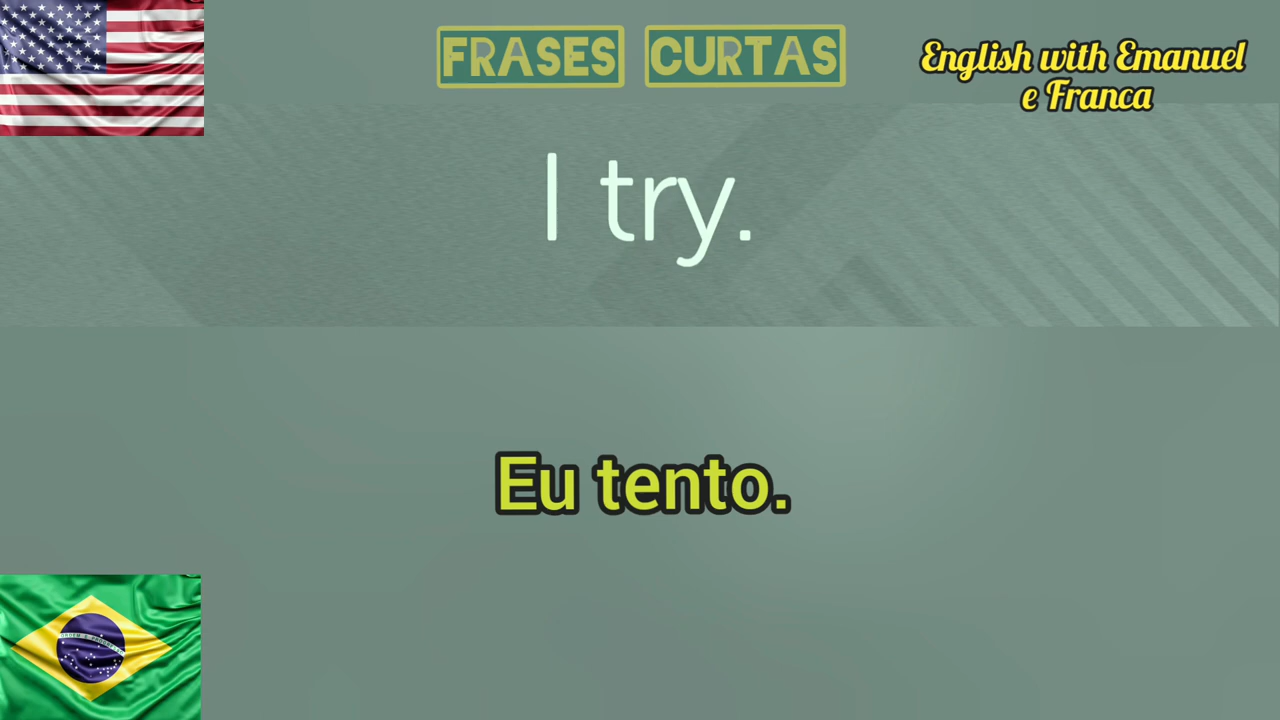 FRASES CURTAS
English with Emanuel
e Franca
I try.
Eu tento.